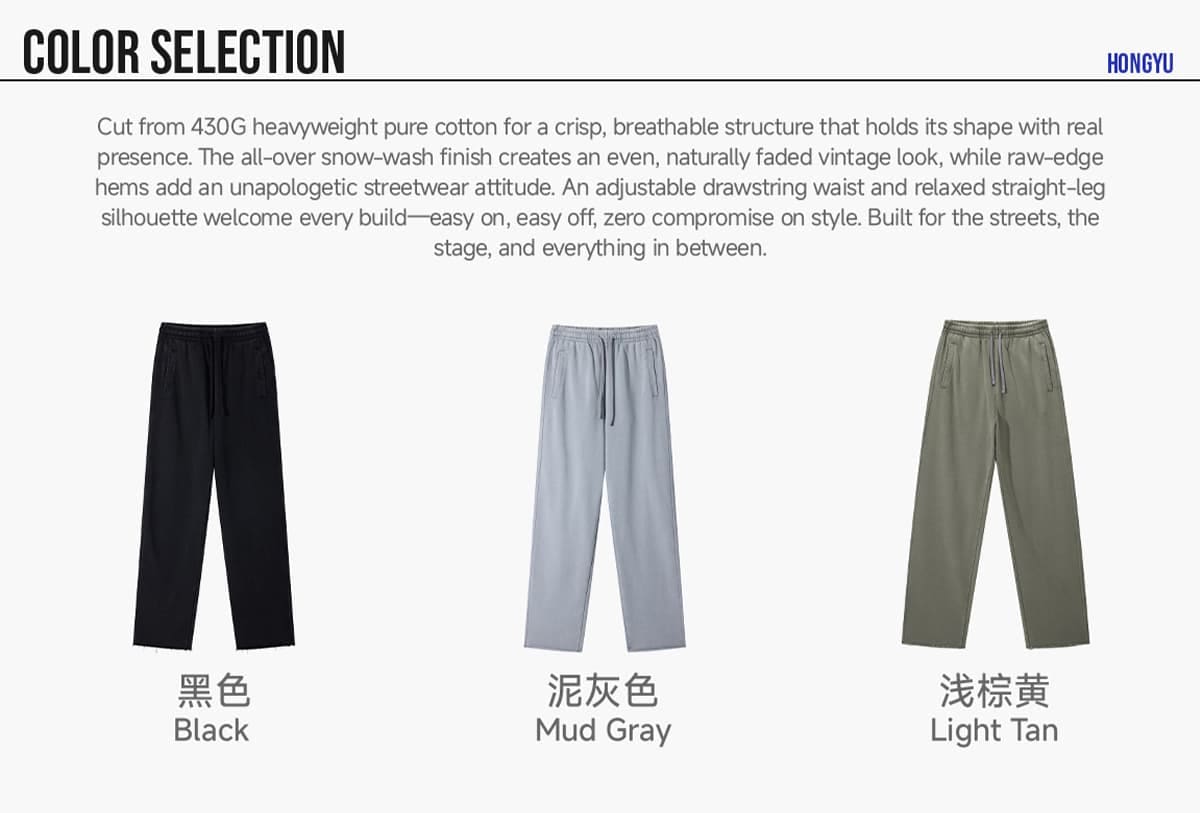 COLOR SELECTION
HONGYU
Cut from 430G heavyweight pure cotton for a crisp, breathable structure that holds its shape with real
presence. The all-over snow-wash finish creates an even, naturally faded vintage look, while raw-edge
hems add an unapologetic streetwear attitude. An adjustable drawstring waist and relaxed straight-leg
silhouette welcome every build—easy on, easy off, zero compromise on style. Built for the streets, the
stage, and everything in between.
黑色
Black
泥灰色
Mud Gray
浅棕黄
Light Tan